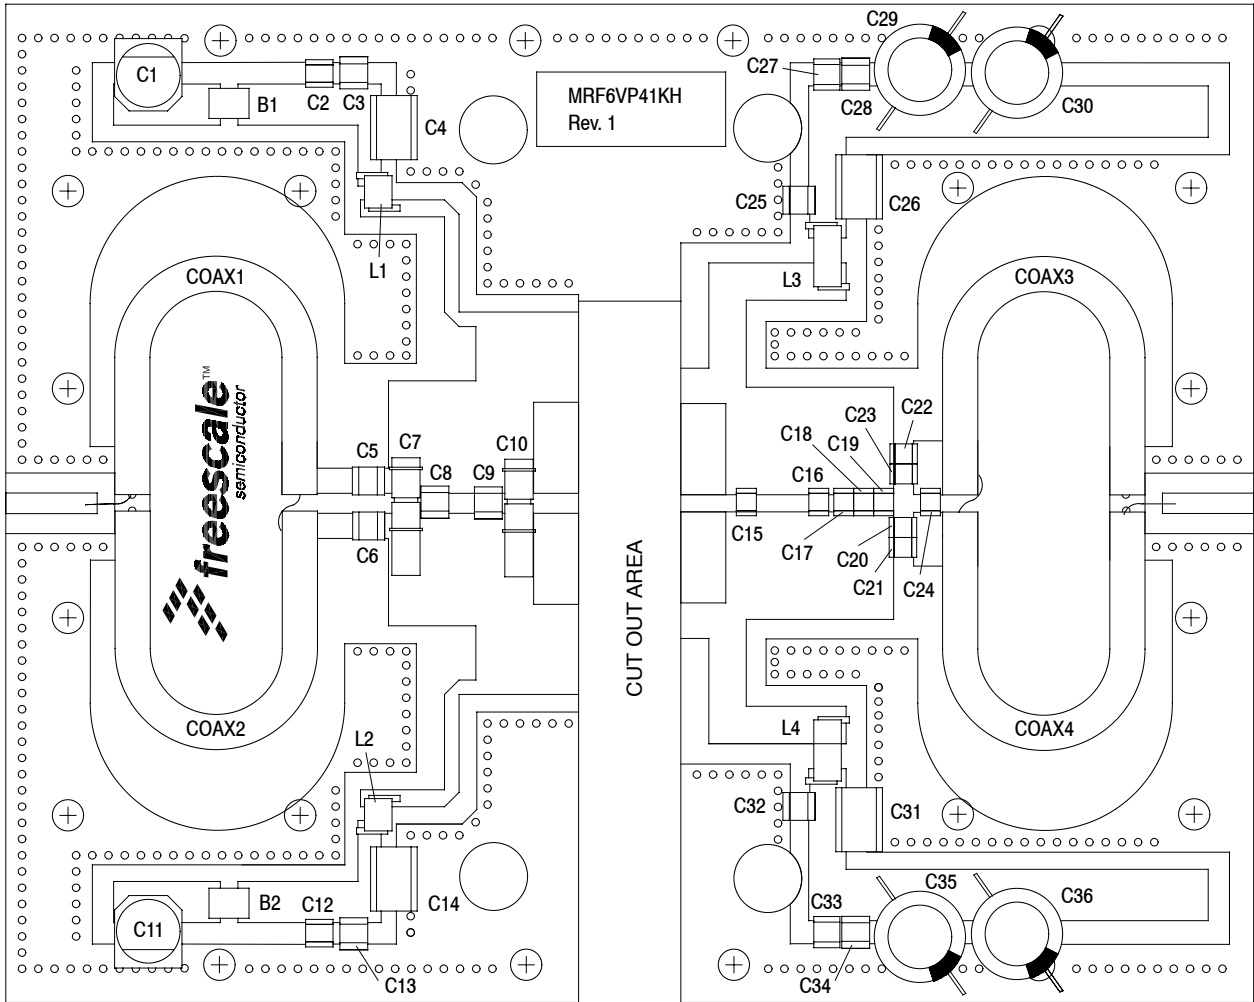 C29
C1
C27
C2 C3
B1
MRF6VP41KH
Rev. 1
C28
C30
C4
C25
C26
L1
L3
COAX1
COAX3
freescale™
semiconductor
C23
C22
C18
C19
C5
C7
C10
C8
C9
C16
C15
C17
C20
C21
C24
C6
CUT OUT AREA
COAX2
L2
L4
COAX4
C32
C31
B2
C12
C14
C11
C13
C33
C35
C36
C34